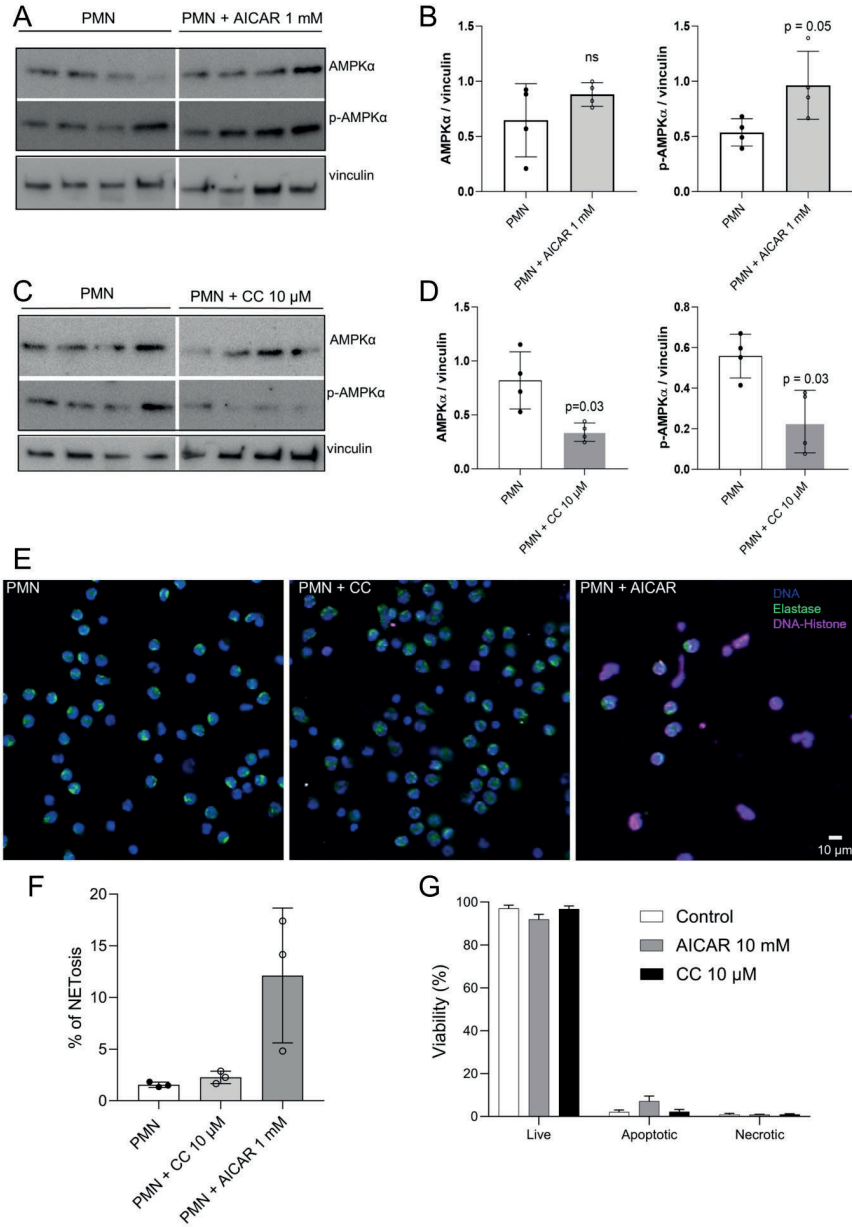 A
PMN
PMN + AICAR 1 mM
AMPKα
p-AMPKα
vinculin
B
AMPKα / vinculin
1.5
1.0
0.5
0.0
ns
PMN
PMN + AICAR 1 mM
p-AMPKα / vinculin
1.5
1.0
0.5
0.0
p = 0.05
PMN
PMN + AICAR 1 mM
C
PMN
PMN + CC 10 µM
AMPKα
p-AMPKα
vinculin
D
AMPKα / vinculin
1.5
1.0
0.5
0.0
p=0.03
PMN
PMN + CC 10 µM
p-AMPKα / vinculin
0.8
0.6
0.4
0.2
0.0
p = 0.03
PMN
PMN + CC 10 µM
E
PMN
PMN + CC
PMN + AICAR
DNA
Elastase
DNA-Histone
10 µm
F
% of NETosis
20
15
10
5
0
PMN
PMN + CC 10 µM
PMN + AICAR 1 mM
G
Viability (%)
100
80
60
40
20
0
Control
AICAR 10 mM
CC 10 µM
Live
Apoptotic
Necrotic